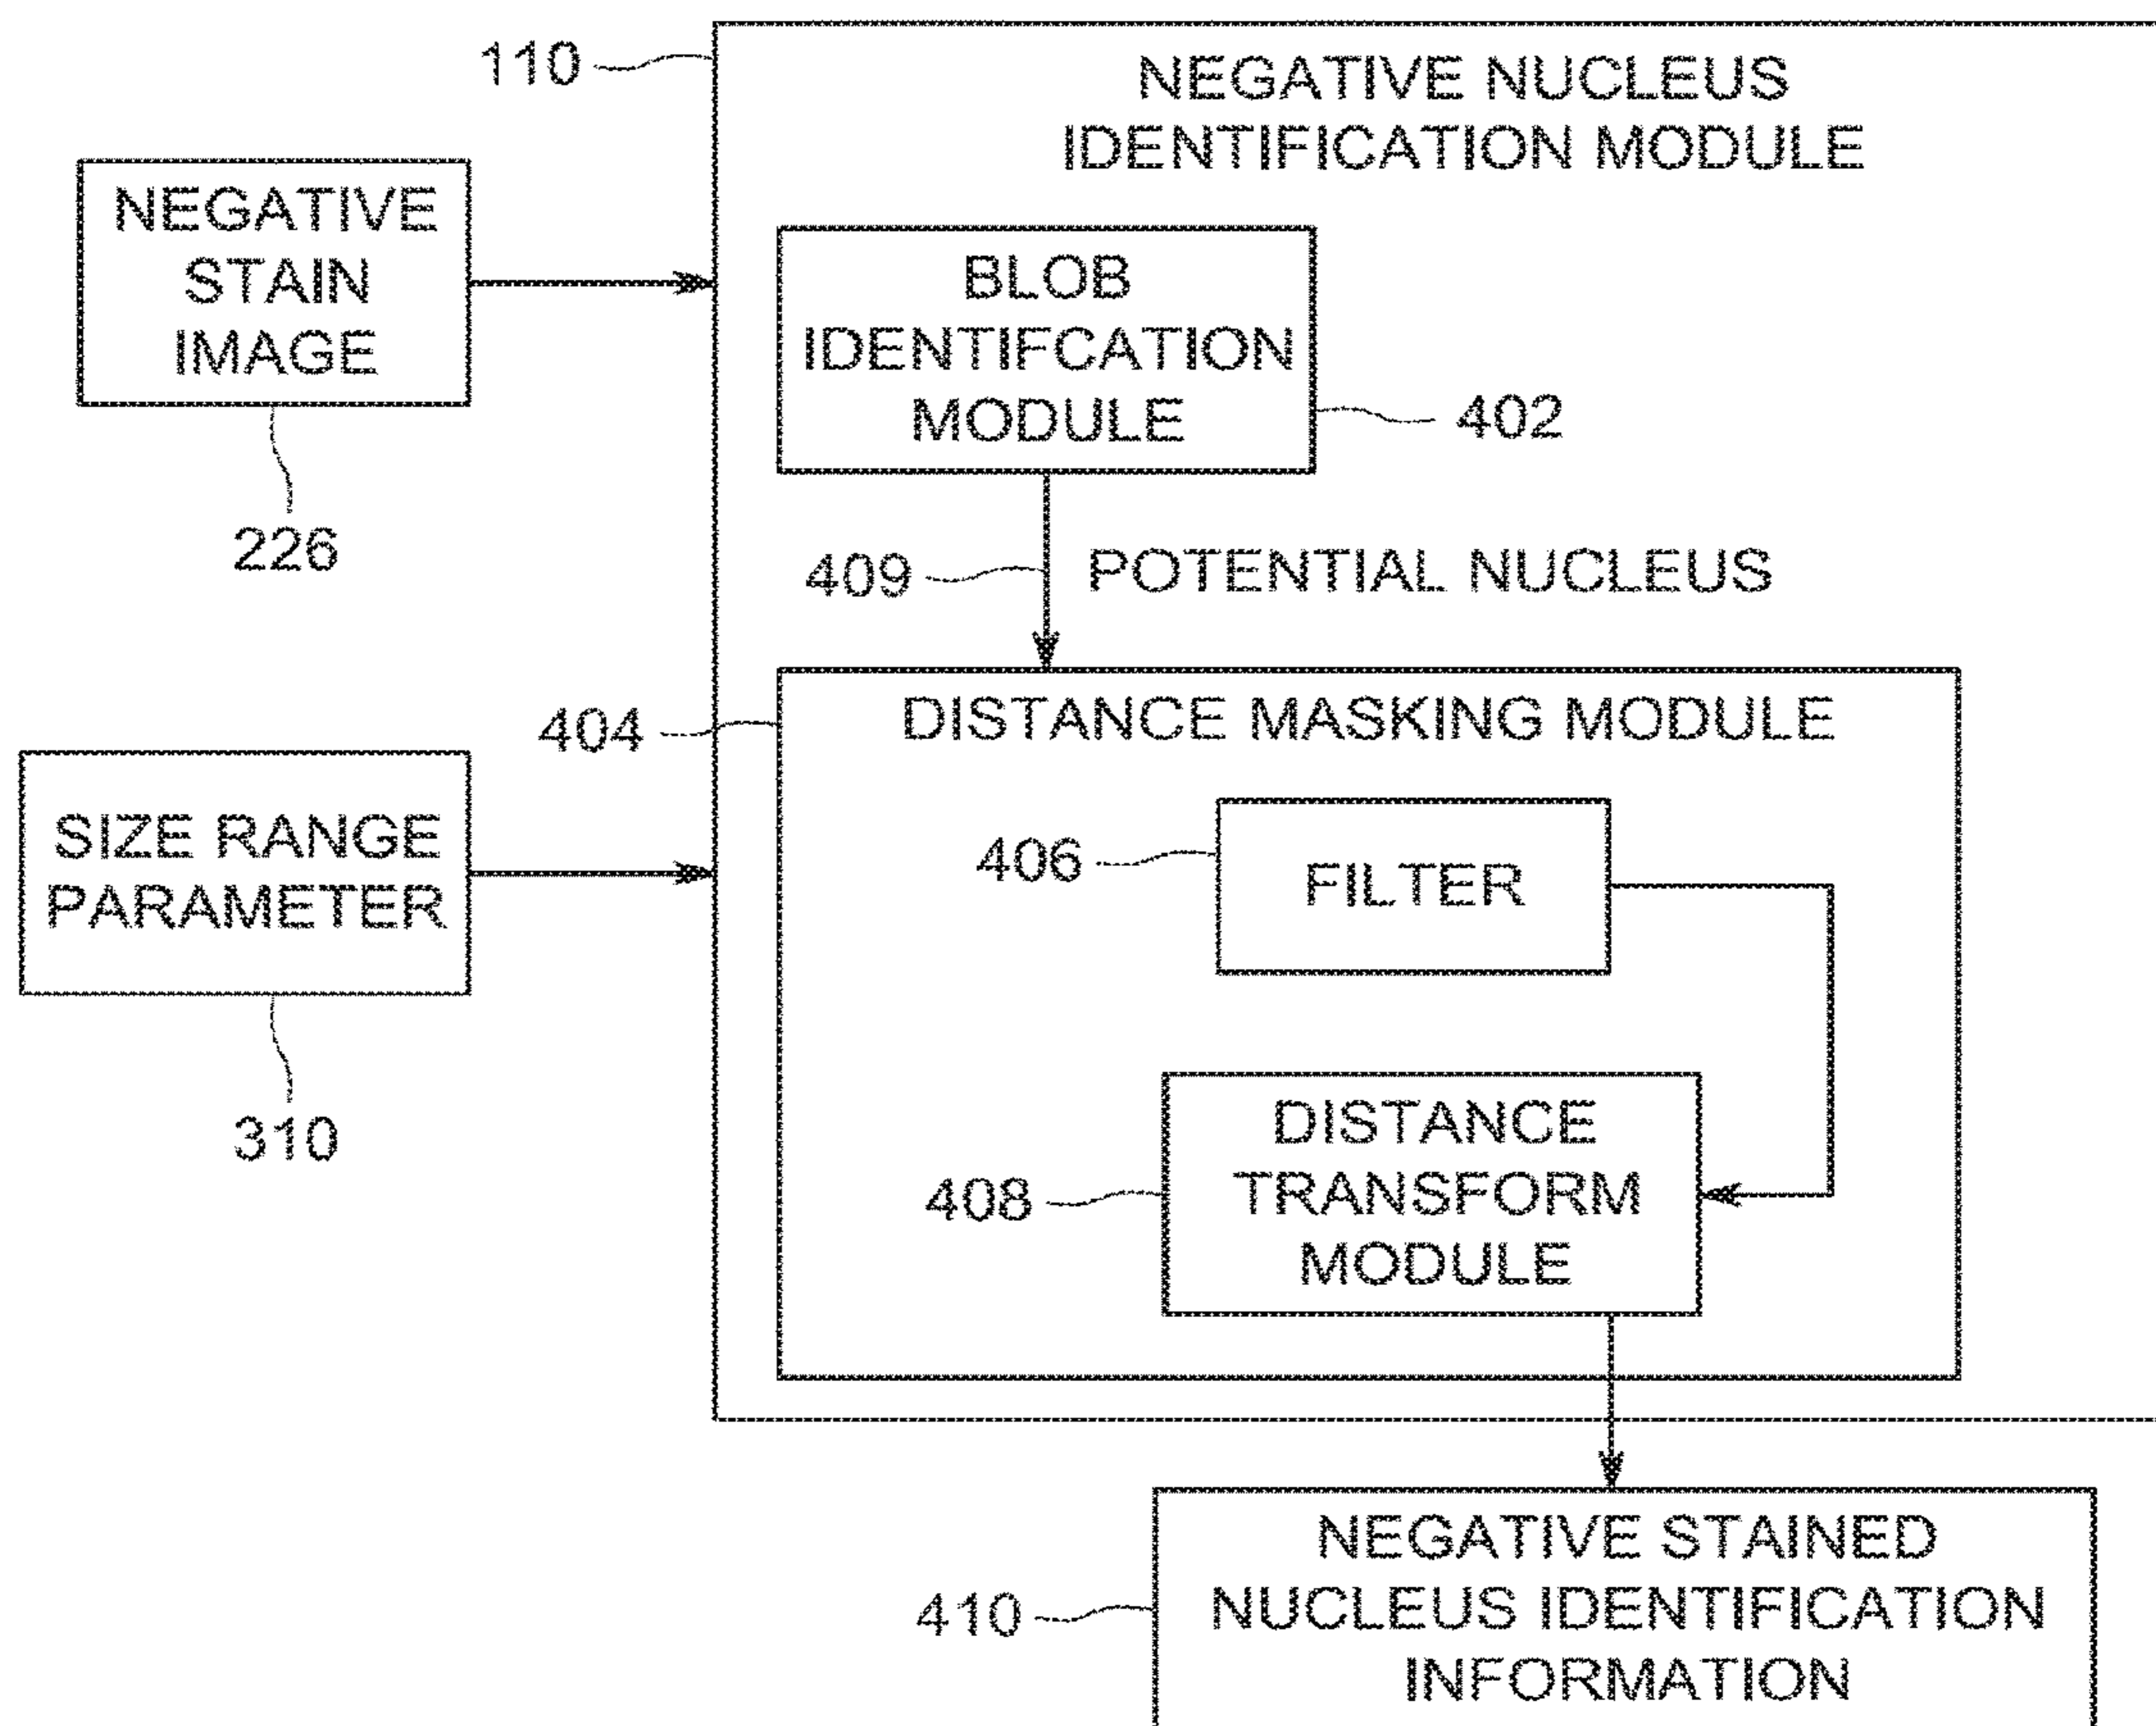 110
NEGATIVE NUCLEUS
IDENTIFICATION MODULE
NEGATIVE
STAIN
IMAGE
226
BLOB
IDENTIFCATION
MODULE
402
409
POTENTIAL NUCLEUS
404
DISTANCE MASKING MODULE
SIZE RANGE
PARAMETER
310
406
FILTER
408
DISTANCE
TRANSFORM
MODULE
410
NEGATIVE STAINED
NUCLEUS IDENTIFICATION
INFORMATION